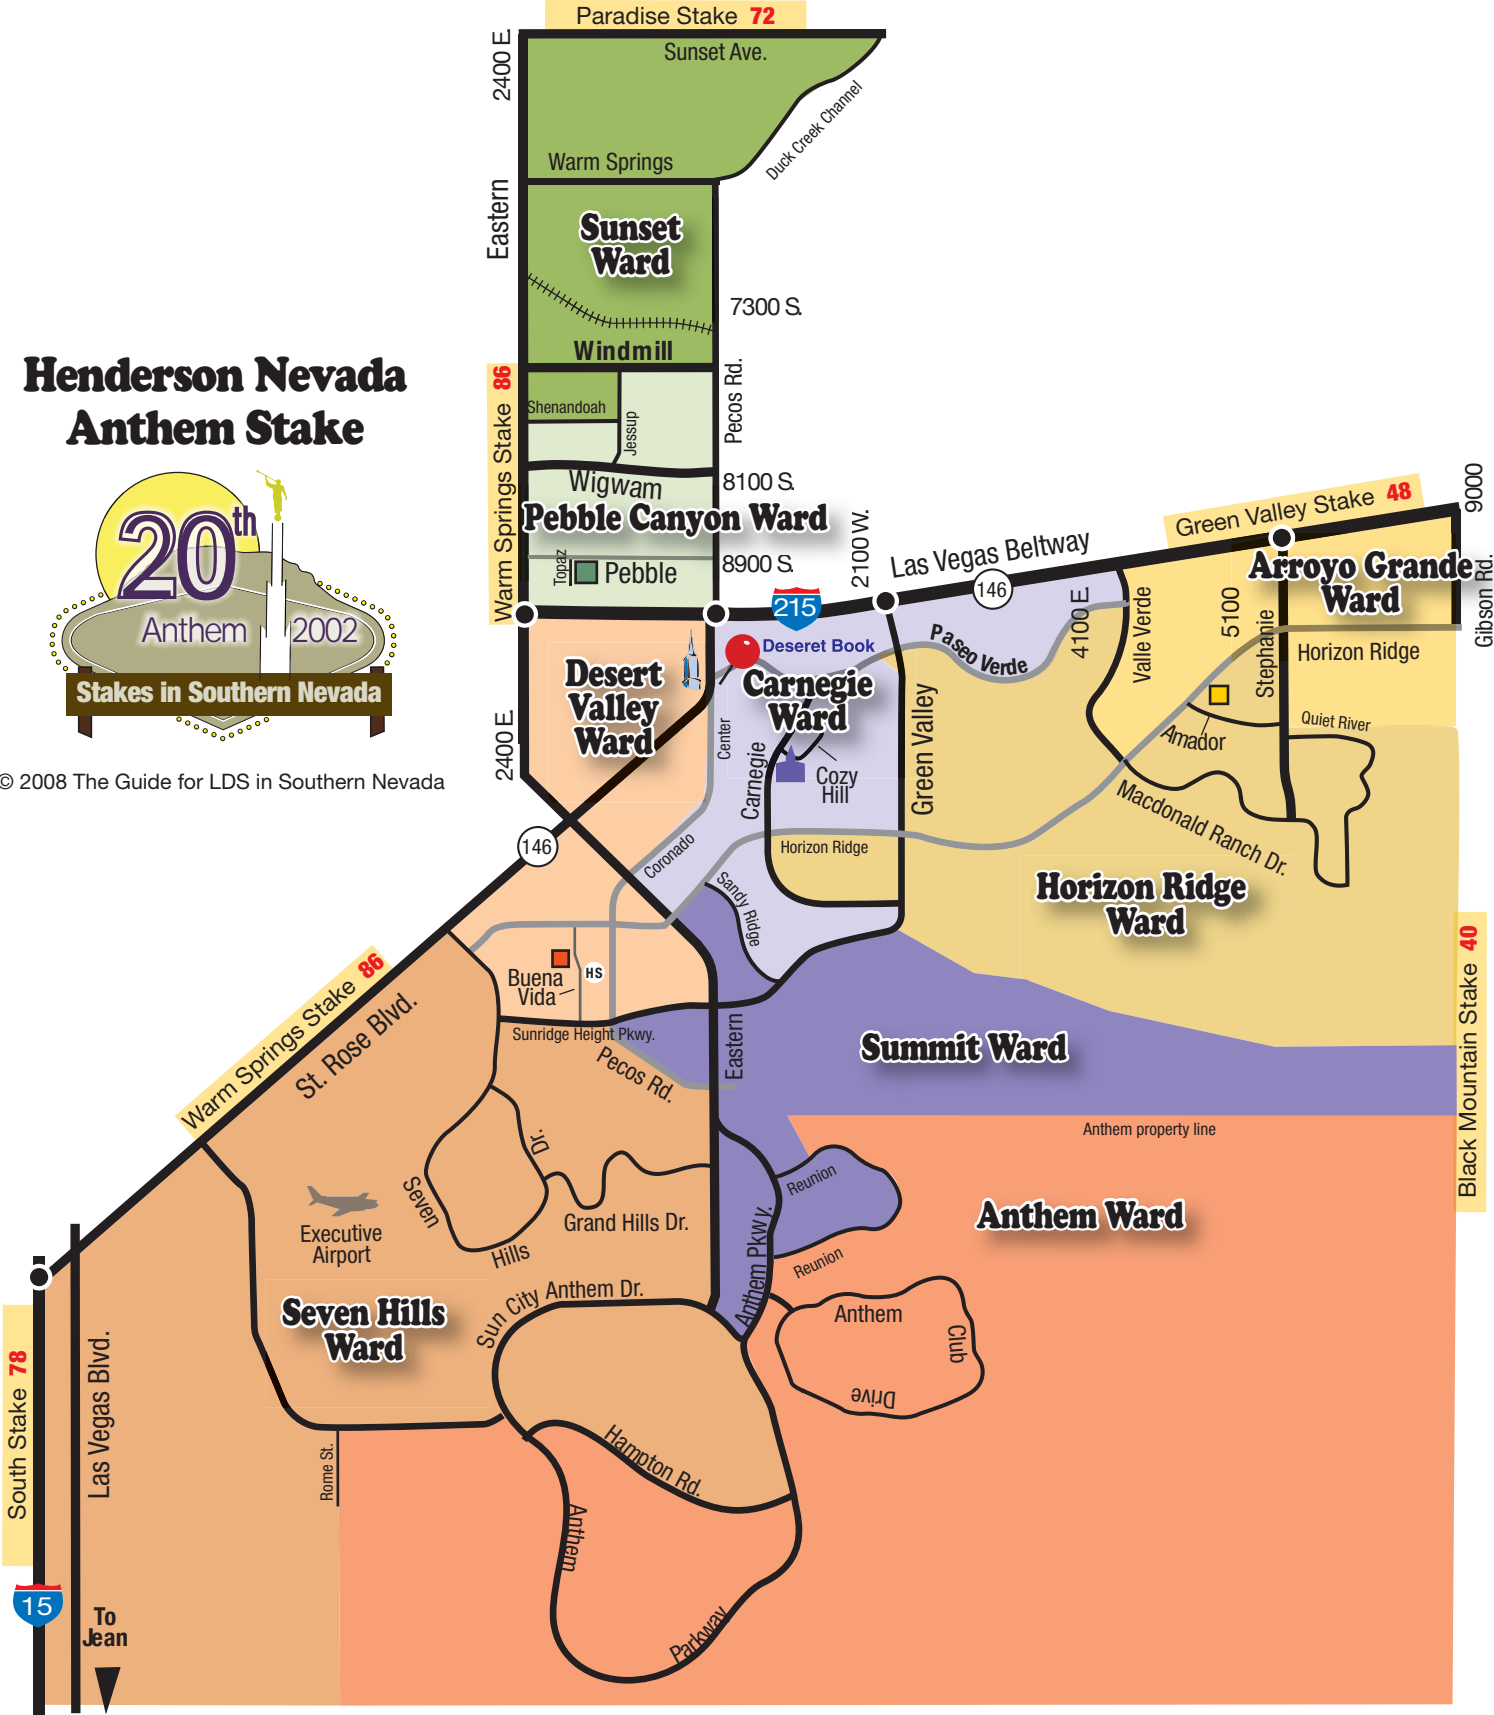 Paradise Stake 72
2400 E.
Sunset Ave.
Duck Creek Channel
Warm Springs
Eastern
Sunset
Ward
7300 S.
Windmill
Henderson Nevada
Anthem Stake
Warm Springs Stake 86
Shenandoah
Jessup
Pecos Rd.
Wigwam
8100 S.
Pebble Canyon Ward
8900 S.
Topaz
Pebble
20th
Anthem 2002
Stakes in Southern Nevada
© 2008 The Guide for LDS in Southern Nevada
2100 W.
Las Vegas Beltway
146
215
Green Valley Stake 48
9000
Gibson Rd.
Arroyo Grande
Ward
5100
Stephanie
4100 E
Valle Verde
Paseo Verde
Horizon Ridge
Quiet River
Amador
Macdonald Ranch Dr.
Deseret Book
Desert
Valley
Ward
Carnegie
Ward
2400 E.
Center
Carnegie
Cozy
Hill
Green Valley
146
Coronado
Horizon Ridge
Sandy Ridge
Horizon Ridge
Ward
Black Mountain Stake 40
Warm Springs Stake 86
St. Rose Blvd.
Buena
Vida
HS
Sunridge Height Pkwy.
Pecos Rd.
Eastern
Summit Ward
Anthem property line
Seven
Hills
Dr.
Grand Hills Dr.
Reunion
Reunion
Anthem Ward
Anthem Pkwy.
Executive
Airport
Seven Hills
Ward
Sun City Anthem Dr.
Anthem
Club
Drive
South Stake 78
Las Vegas Blvd.
Rome St.
Hampton Rd.
Anthem
Parkway
15
To
Jean